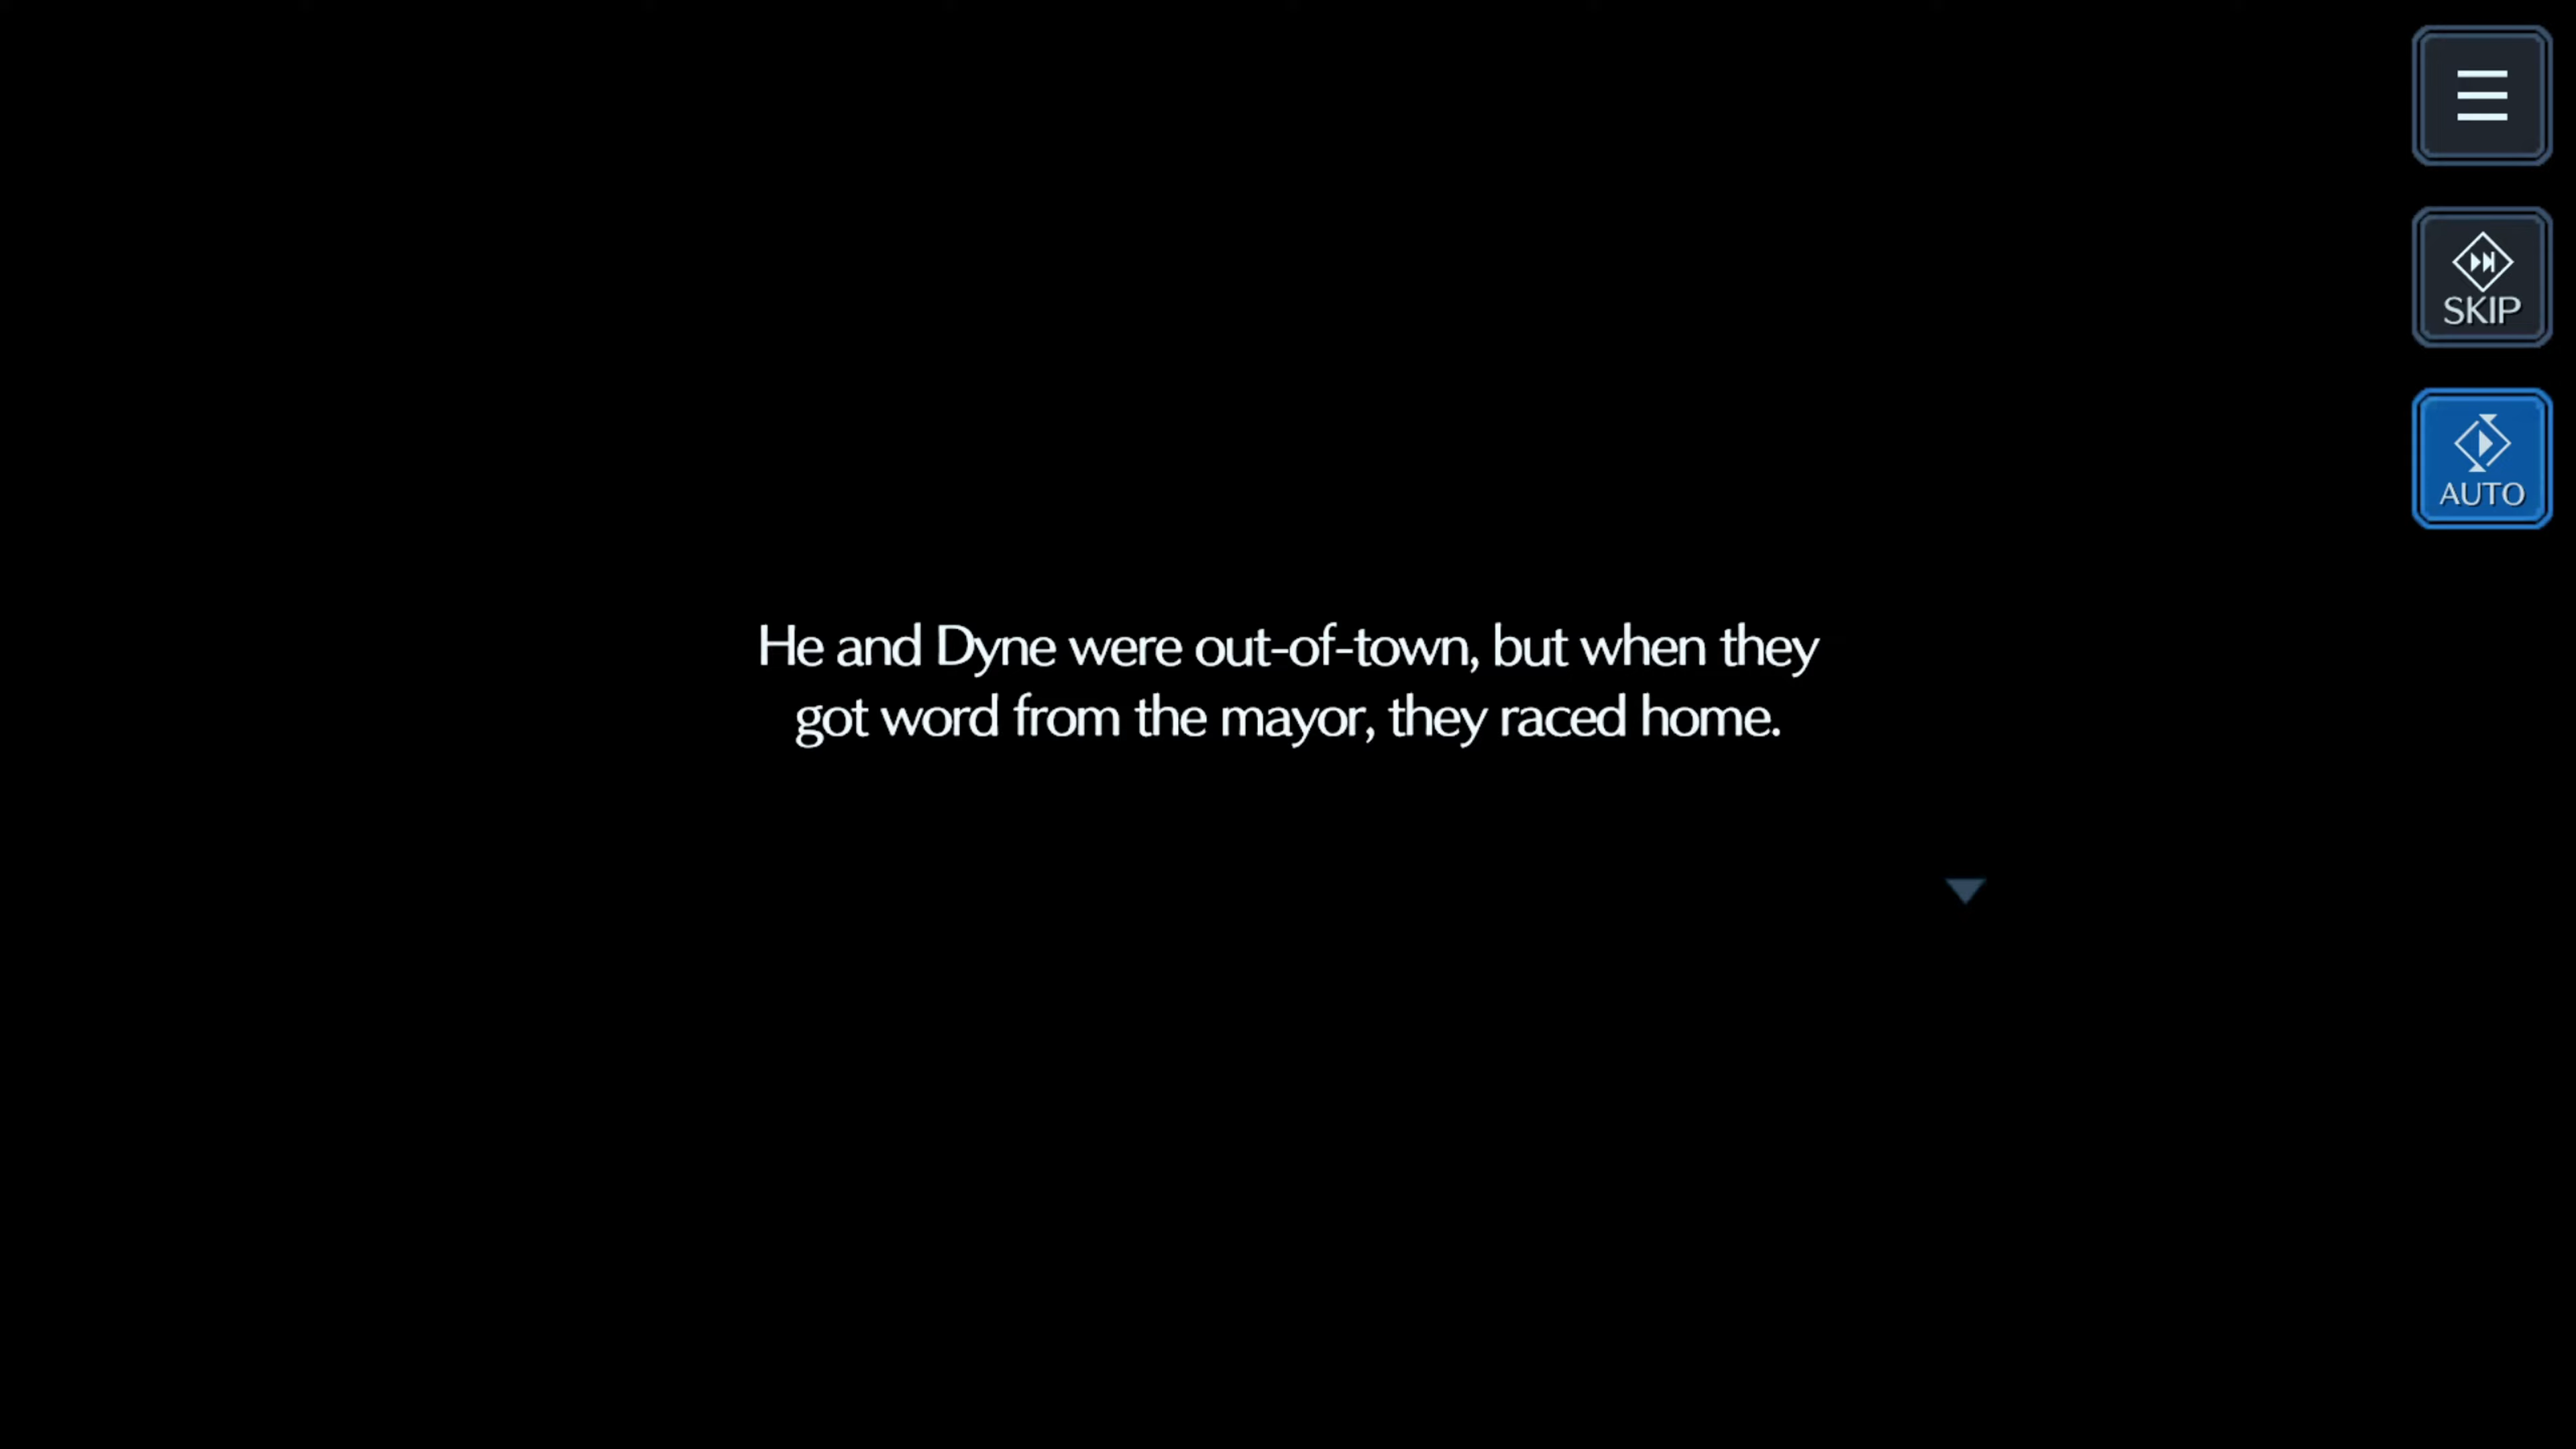 SKIP
AUTO
He and Dyne were out-of-town, but when they
got word from the mayor, they raced home.